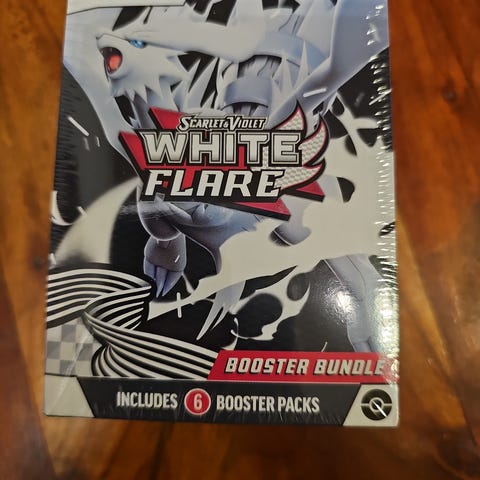 SCARLET & VIOLET
WHITE
FLARE
BOOSTER BUNDLE
INCLUDES 6 BOOSTER PACKS